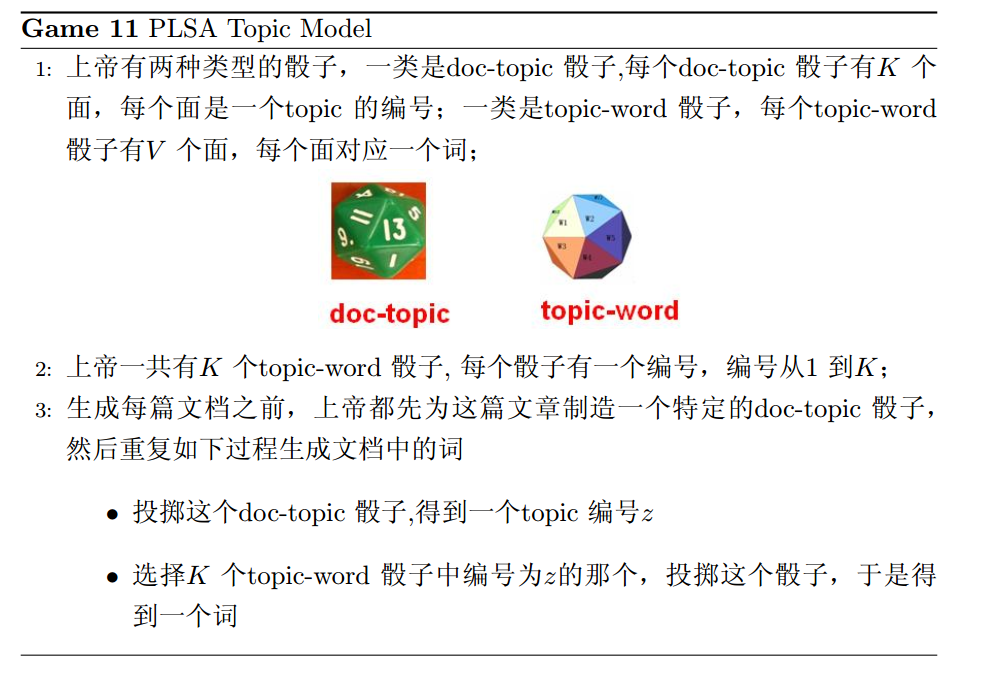 Game 11 PLSA Topic Model
1: 上帝有两种类型的骰子，一类是doc-topic 骰子,每个doc-topic 骰子有K 个
面，每个面是一个topic 的编号；一类是topic-word 骰子，每个topic-word
骰子有V 个面，每个面对应一个词；
11 13 9. 5 4 19 1
W1 W2 W3 W4 W5
doc-topic topic-word
2: 上帝一共有K 个topic-word 骰子, 每个骰子有一个编号，编号从1 到K；
3: 生成每篇文档之前，上帝都先为这篇文章制造一个特定的doc-topic 骰子，
然后重复如下过程生成文档中的词
• 投掷这个doc-topic 骰子,得到一个topic 编号z
• 选择K 个topic-word 骰子中编号为z的那个，投掷这个骰子，于是得
到一个词